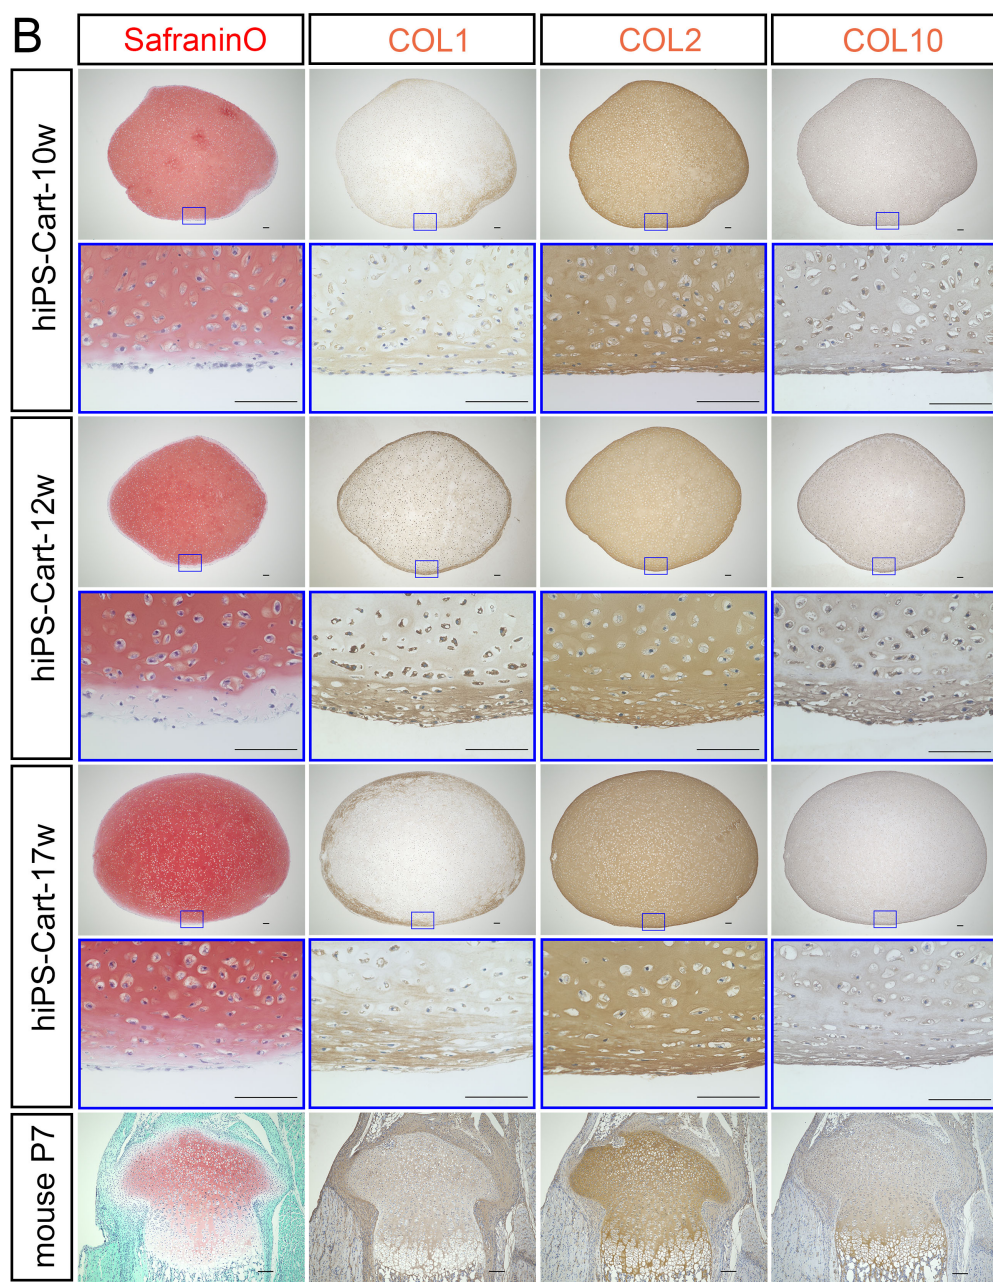 B
SafraninO
COL1
COL2
COL10
hiPS-Cart-10w
hiPS-Cart-12w
hiPS-Cart-17w
mouse P7